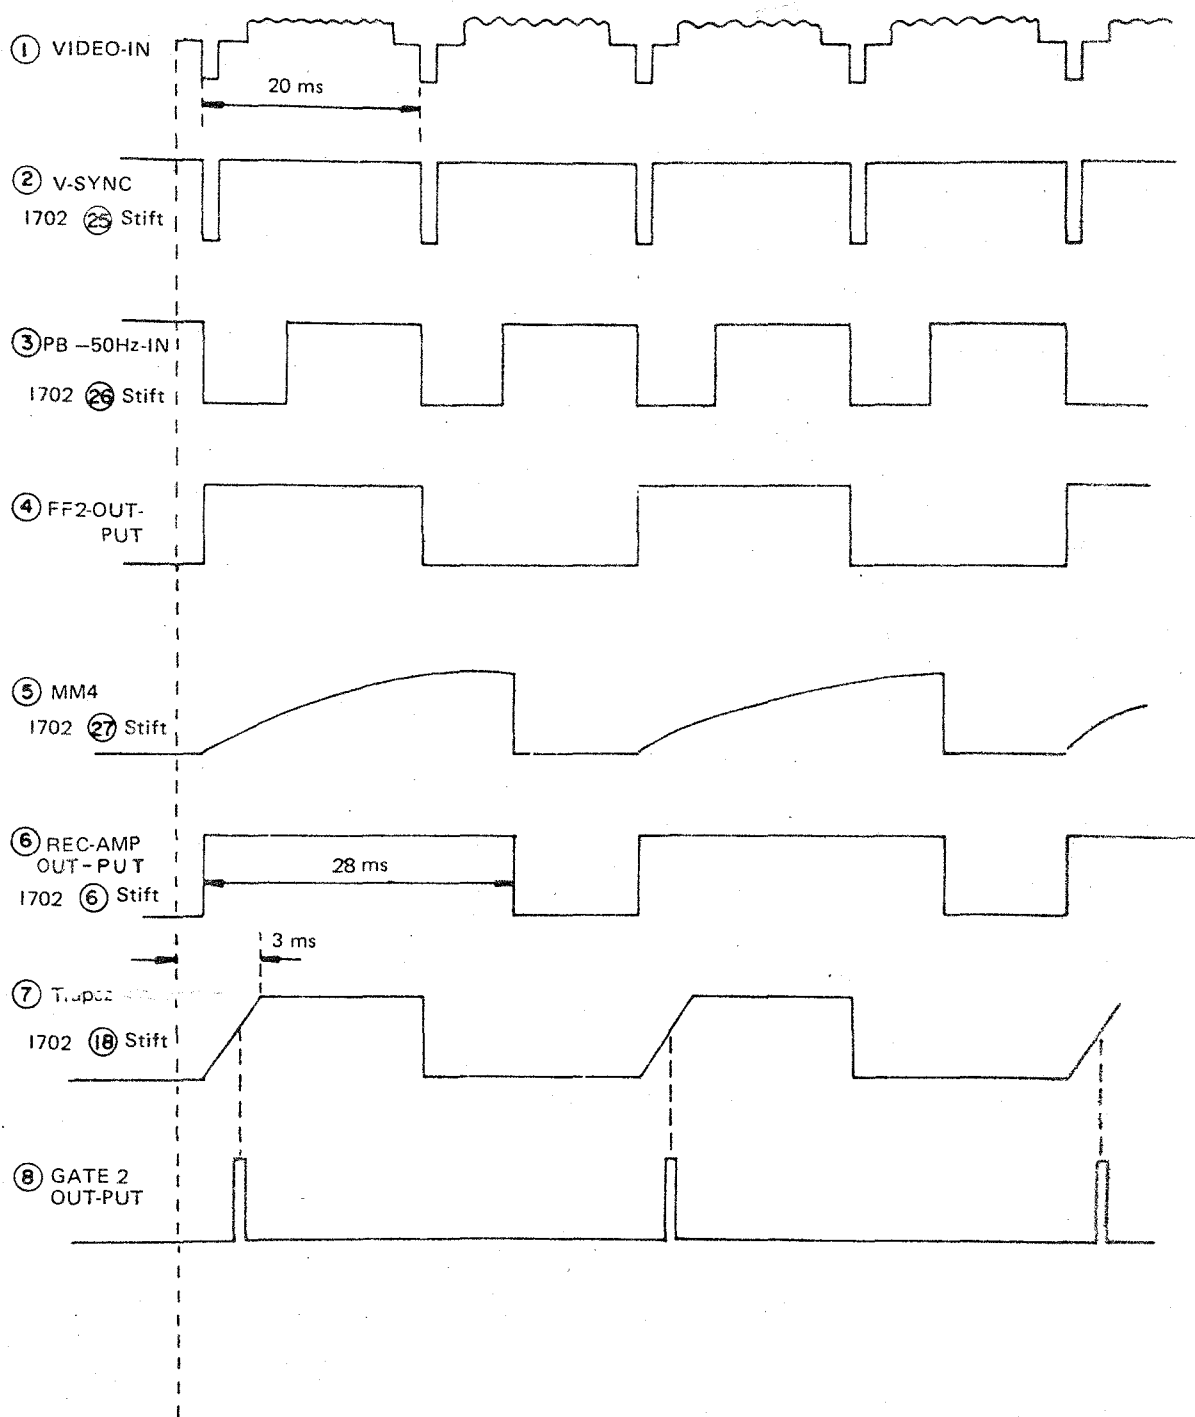 ① VIDEO-IN
20 ms
② V-SYNC
1702 ㉕ Stift
③ PB –50Hz-IN
1702 ㉖ Stift
④ FF2-OUT-
PUT
⑤ MM4
1702 ㉗ Stift
⑥ REC-AMP
OUT-PUT
28 ms
1702 ⑥ Stift
3 ms
⑦
1702 ⑱ Stift
⑧ GATE 2
OUT-PUT